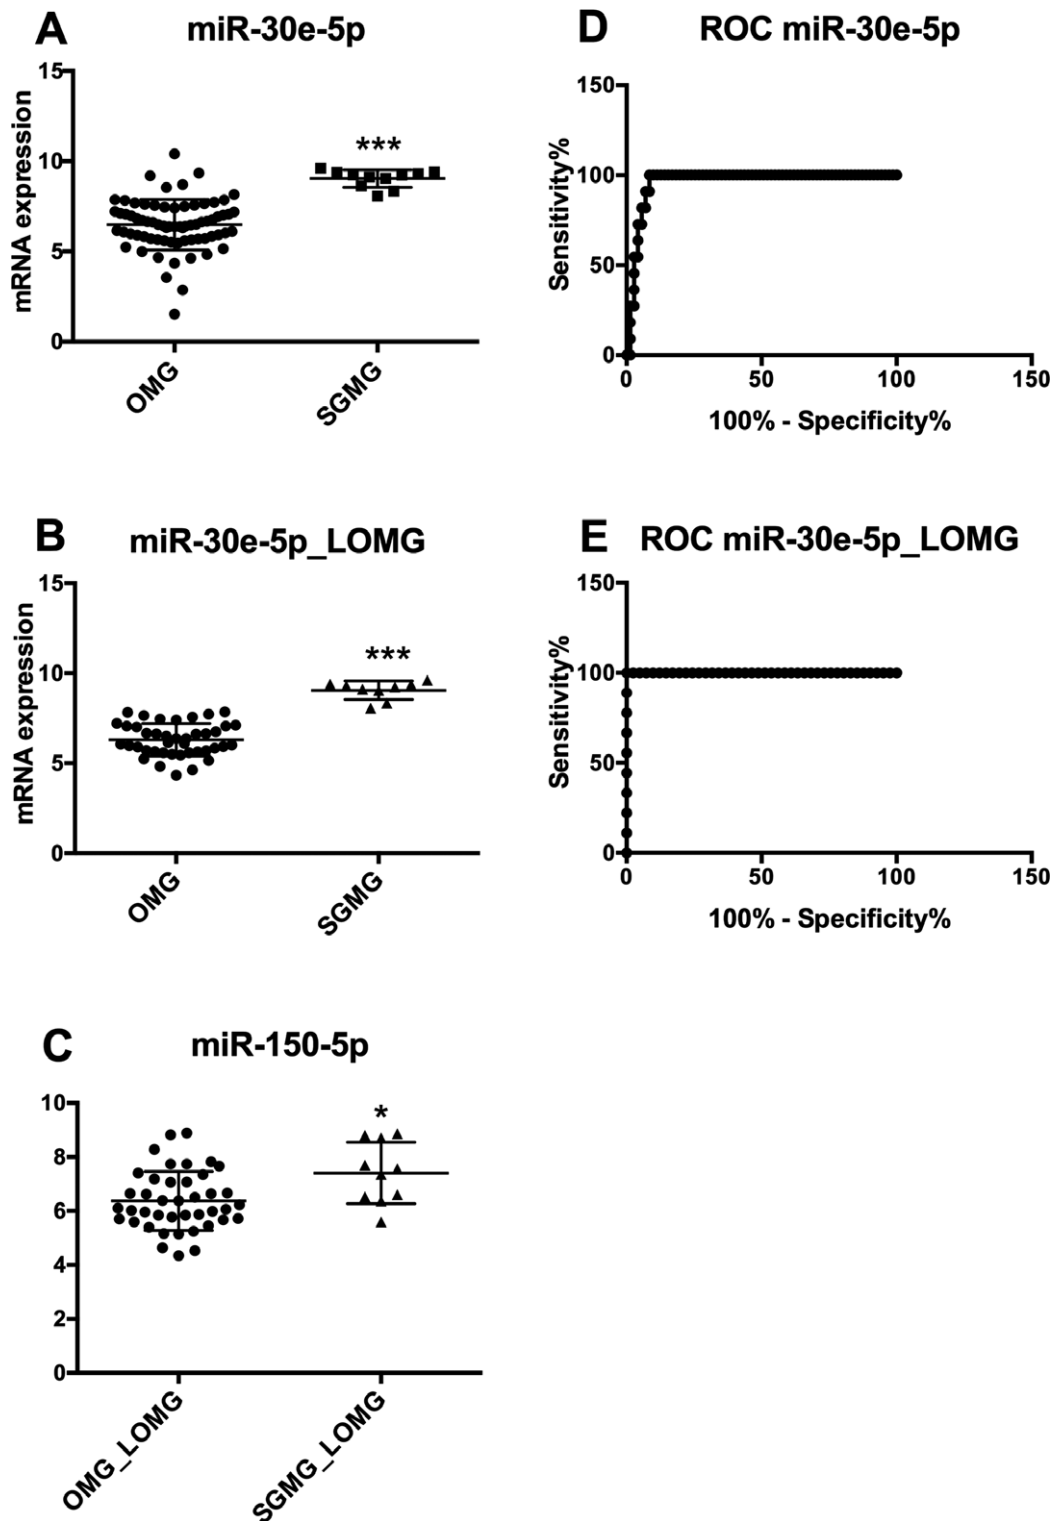 A miR-30e-5p
mRNA expression
15
10
5
0
***
OMG
SGMG
D ROC miR-30e-5p
Sensitivity%
150
100
50
0
0 50 100 150
100% - Specificity%
B miR-30e-5p_LOMG
mRNA expression
15
10
5
0
***
OMG
SGMG
E ROC miR-30e-5p_LOMG
Sensitivity%
150
100
50
0
0 50 100 150
100% - Specificity%
C miR-150-5p
10
8
6
4
2
0
*
OMG_LOMG
SGMG_LOMG